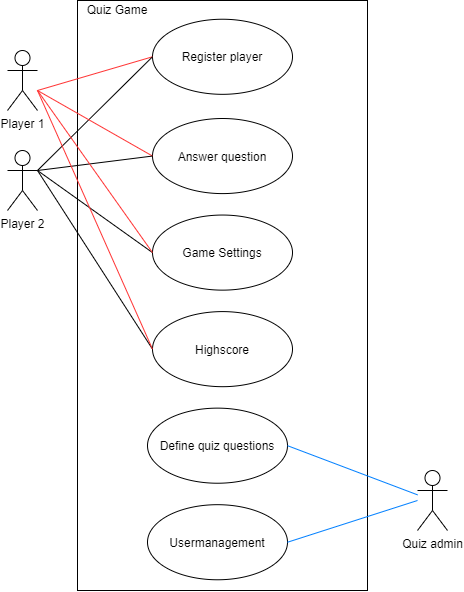 Quiz Game
Register player
Player 1
Answer question
Player 2
Game Settings
Highscore
Define quiz questions
Usermanagement
Quiz admin